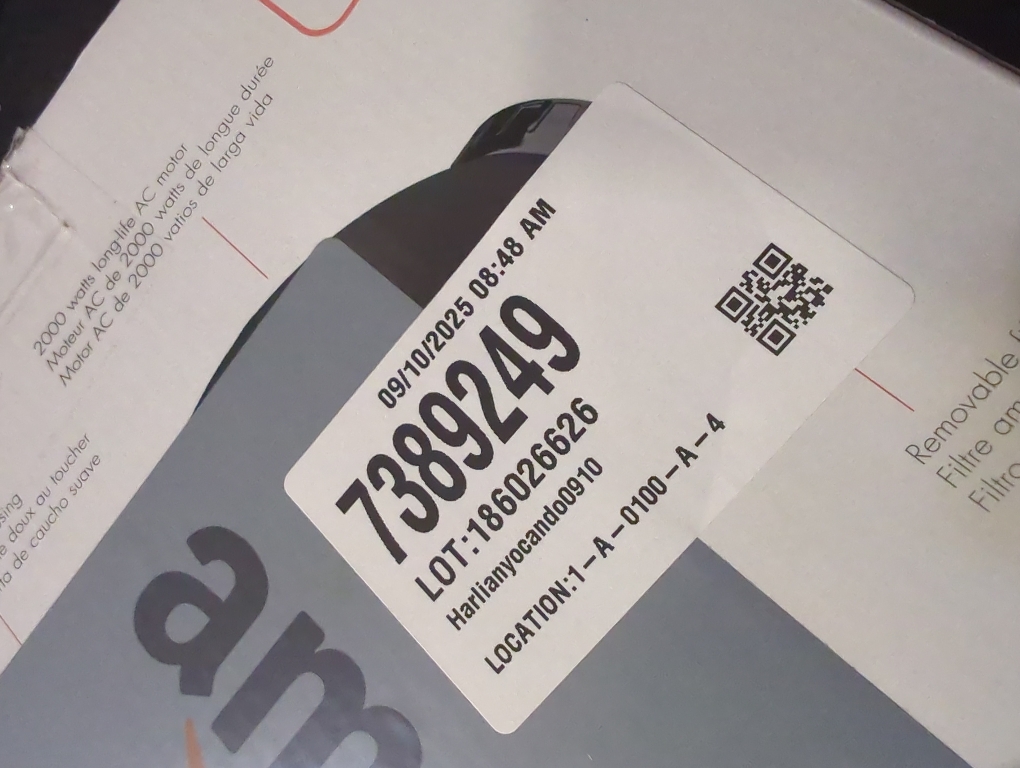 2000 watts long-life AC motor
Moteur AC de 2000 watts de longue durée
Motor AC de 2000 vatios de larga vida
doux au toucher
de caucho suave
09/10/2025 08:48 AM
7389249
LOT:186026626
Harlianyocando0910
LOCATION:1-A-0100-A-4
am
Removable
Filtre am
Filtro